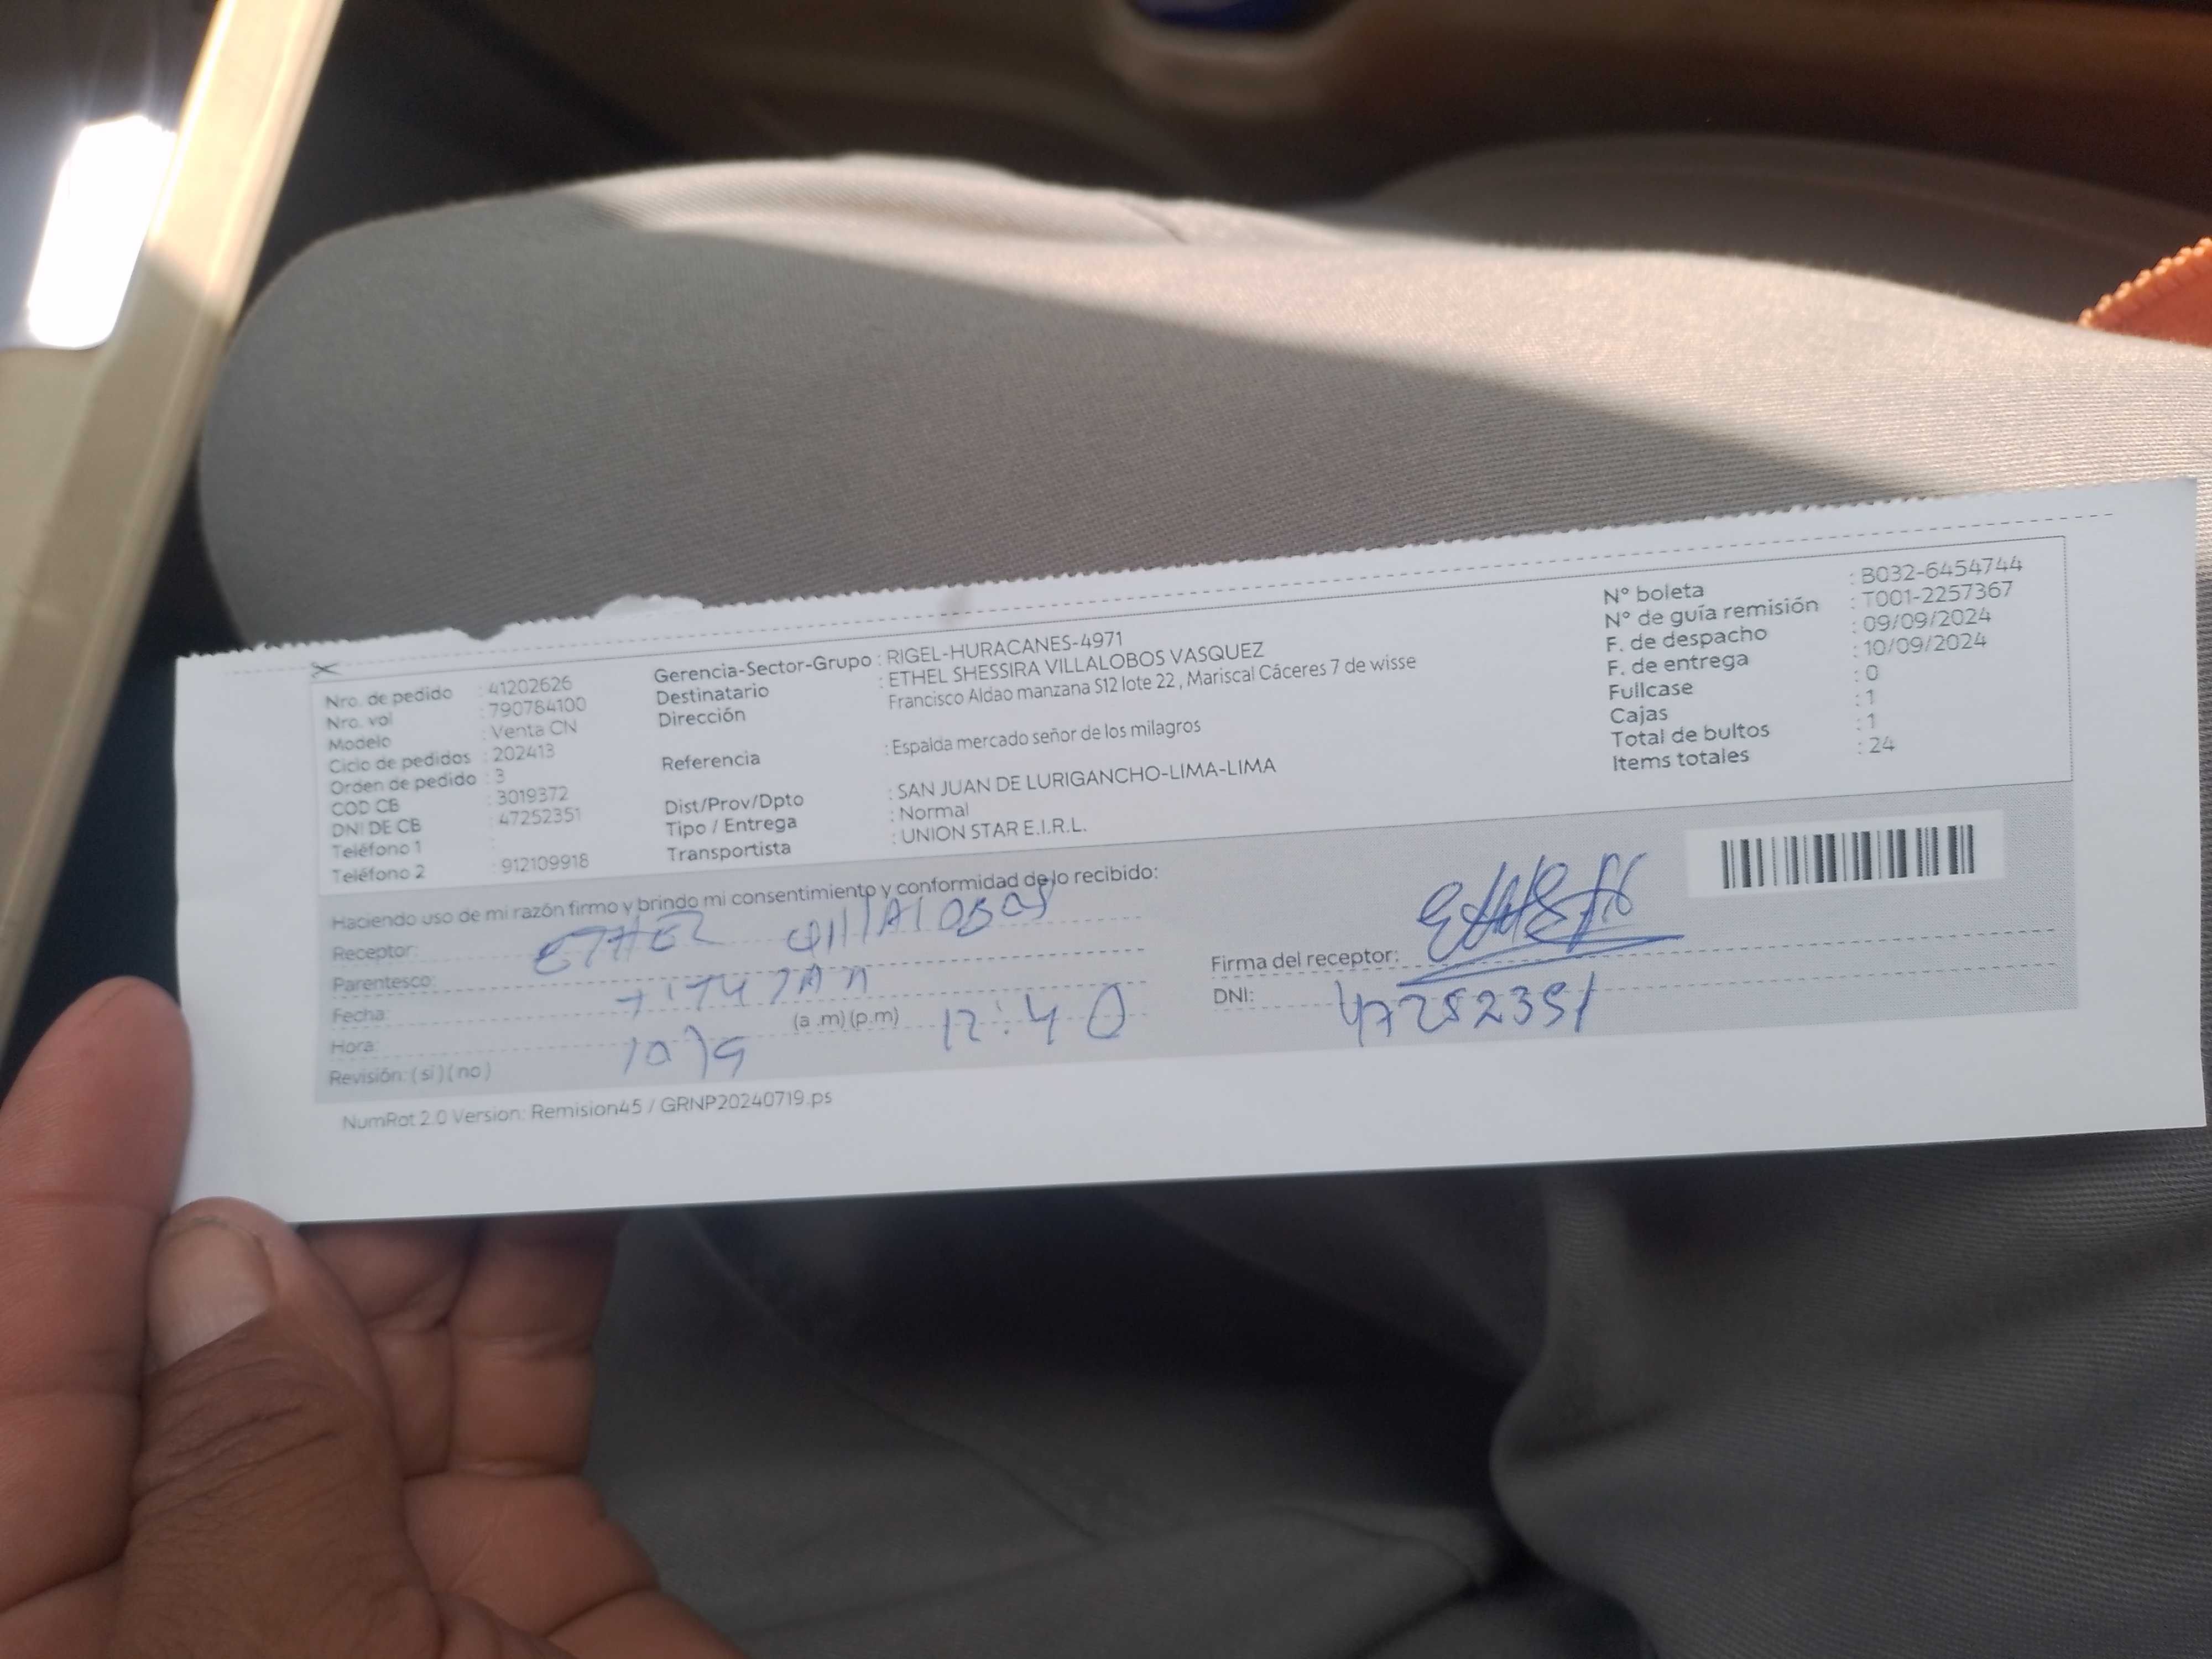 Nro. de pedido : 41202626
Nro. vol : 790784100
Modelo : Venta CN
Ciclo de pedidos : 202413
Orden de pedido : 3
COD CB : 3019372
DNI DE CB : 47252351
Teléfono 1 :
Teléfono 2 : 912109918
Gerencia-Sector-Grupo : RIGEL-HURACANES-4971
Destinatario : ETHEL SHESSIRA VILLALOBOS VASQUEZ
Dirección Francisco Aldao manzana S12 lote 22 , Mariscal Cáceres 7 de wisse
Referencia : Espalda mercado señor de los milagros
Dist/Prov/Dpto : SAN JUAN DE LURIGANCHO-LIMA-LIMA
Tipo / Entrega : Normal
Transportista : UNION STAR E.I.R.L.
N° boleta : B032-6454744
N° de guía remisión : T001-2257367
F. de despacho : 09/09/2024
F. de entrega : 10/09/2024
Fullcase : 0
Cajas : 1
Total de bultos : 1
Items totales : 24
Haciendo uso de mi razón firmo y brindo mi consentimiento y conformidad de lo recibido:
Receptor: ETHEL VILLALOBOS
Parentesco: TITULAR
Fecha: 10/9
Hora: (a .m) (p.m) 12:40
Revisión: ( si ) ( no )
Firma del receptor:
DNI: 47252351
NumRot 2.0 Version: Remision45 / GRNP20240719.ps